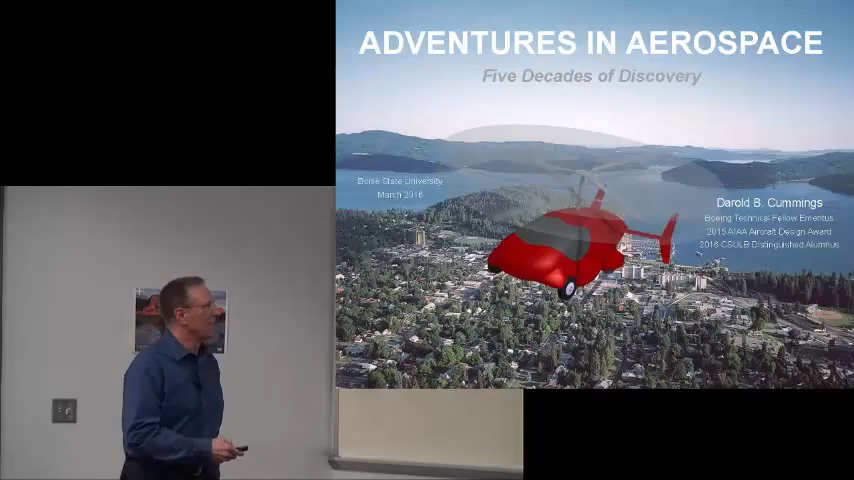 ADVENTURES IN AEROSPACE
Five Decades of Discovery
Boise State University
March 2016
Darold B. Cummings
Boeing Technical Fellow Emeritus
2015 AIAA Aircraft Design Award
2016 CSULB Distinguished Alumnus